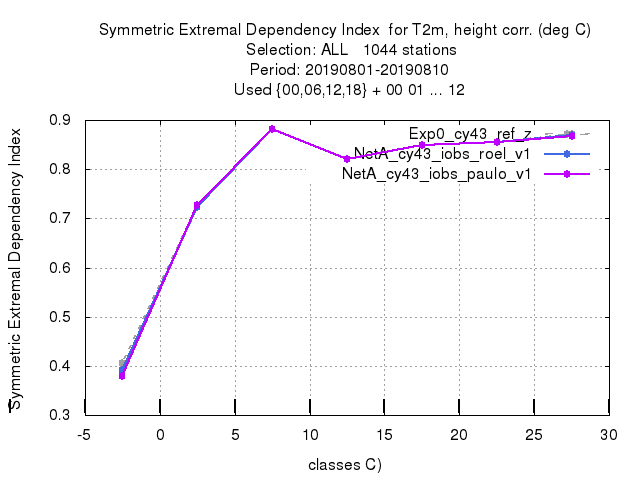 Symmetric Extremal Dependency Index  for T2m, height corr. (deg C)
Selection: ALL   1044 stations
Period: 20190801-20190810
Used {00,06,12,18} + 00 01 ... 12
Symmetric Extremal Dependency Index
0.9
0.8
0.7
0.6
0.5
0.4
0.3
Exp0_cy43_ref_z
NetA_cy43_iobs_roel_v1
NetA_cy43_iobs_paulo_v1
-5 0 5 10 15 20 25 30
classes C)